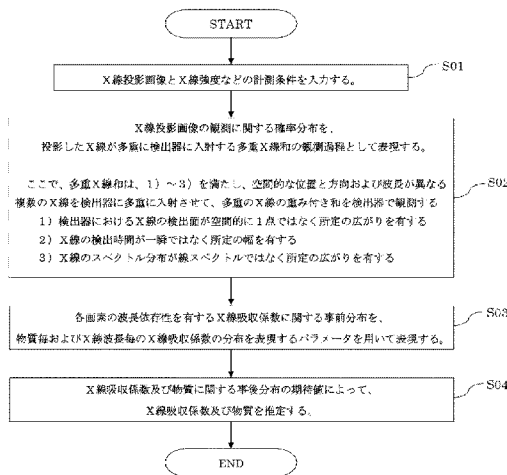 START
X線投影画像とX線強度などの計測条件を入力する。
S01
X線投影画像の観測に関する確率分布を、
投影したX線が多重に検出器に入射する多重X線和の観測過程として表現する。
ここで、多重X線和は、1）～3）を満たし、空間的な位置と方向および波長が異なる
複数のX線を検出器に多重に入射させて、多重のX線の重み付き和を検出器で観測する
1）検出器におけるX線の検出面が空間的に1点ではなく所定の広がりを有する
2）X線の検出時間が一瞬ではなく所定の幅を有する
3）X線のスペクトル分布が線スペクトルではなく所定の広がりを有する
S02
各画素の波長依存性を有するX線吸収係数に関する事前分布を、
物質毎およびX線波長毎のX線吸収係数の分布を表現するパラメータを用いて表現する。
S03
X線吸収係数及び物質に関する事後分布の期待値によって、
X線吸収係数及び物質を推定する。
S04
END